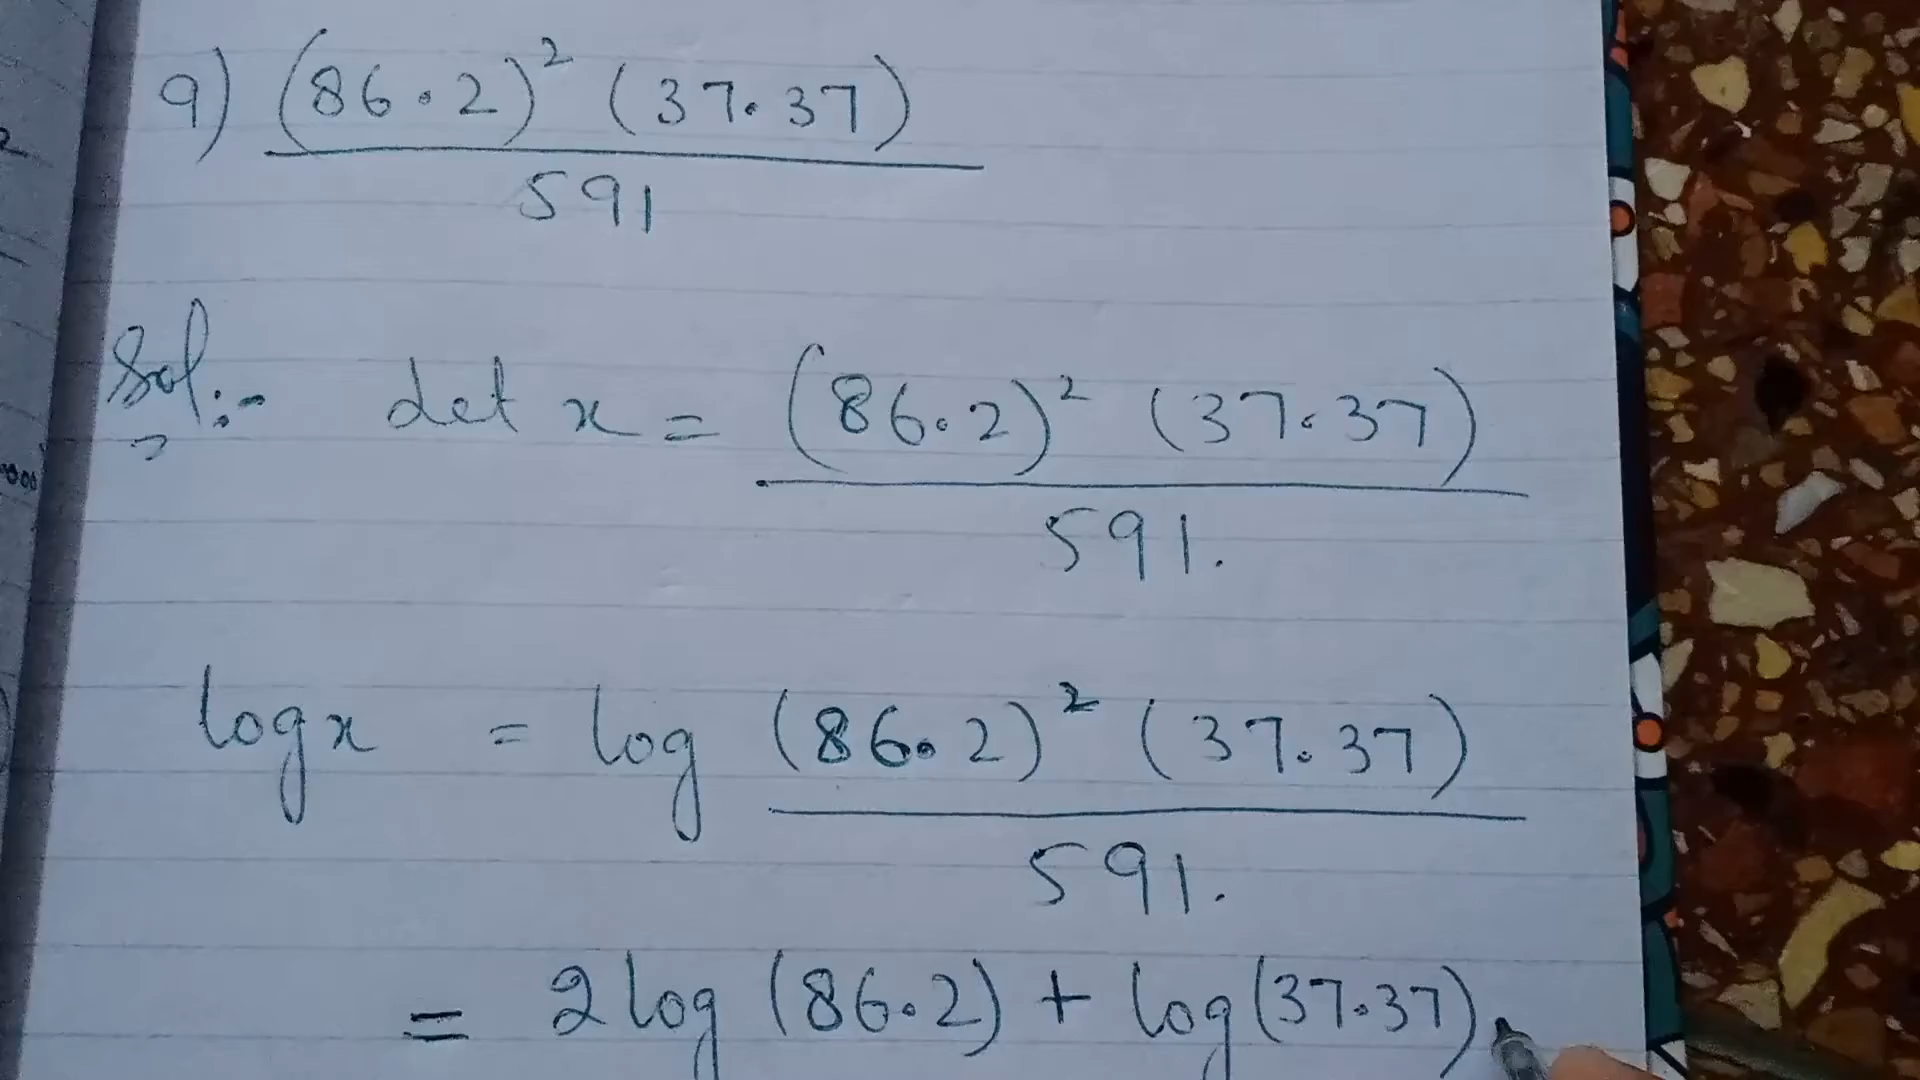 9) (86.2)² (37.37)
591
Sol:- let x = (86.2)² (37.37)
591.
log x = log (86.2)² (37.37)
591.
= 2 log (86.2) + log (37.37)